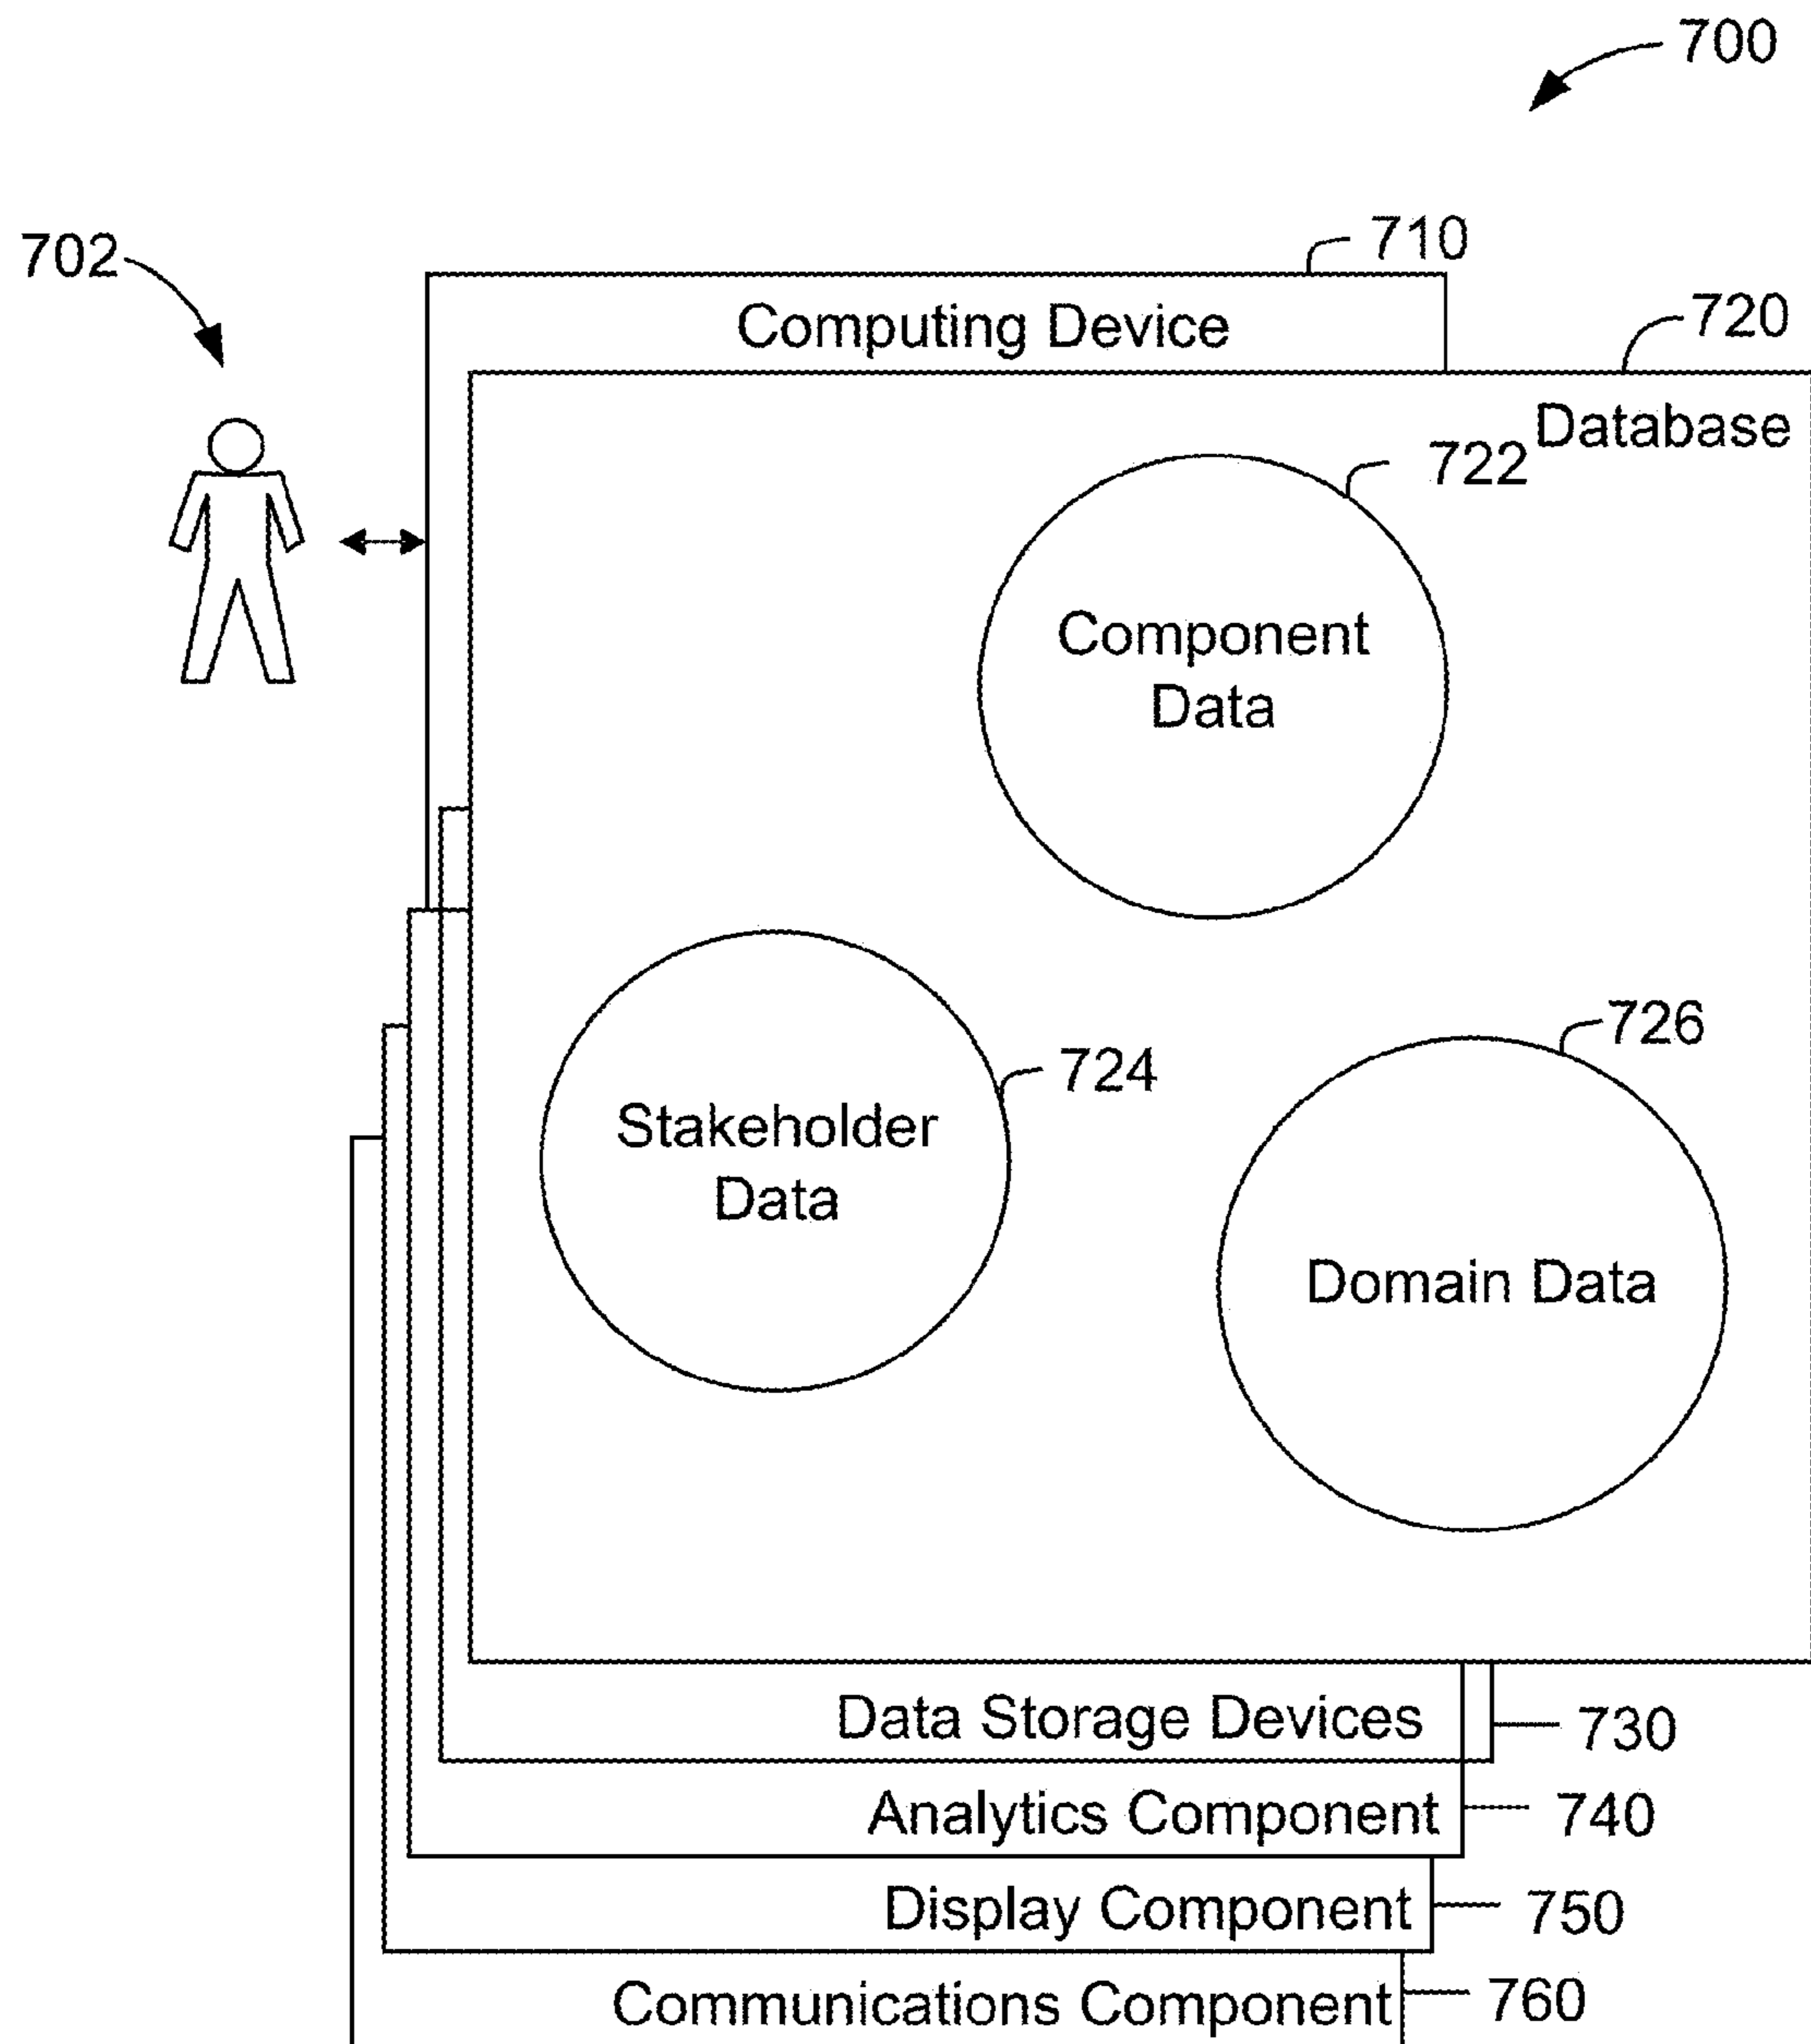 700
702
710
Computing Device
720
Database
722
Component
Data
726
724
Stakeholder
Data
Domain Data
Data Storage Devices
730
Analytics Component
740
Display Component
750
Communications Component
760